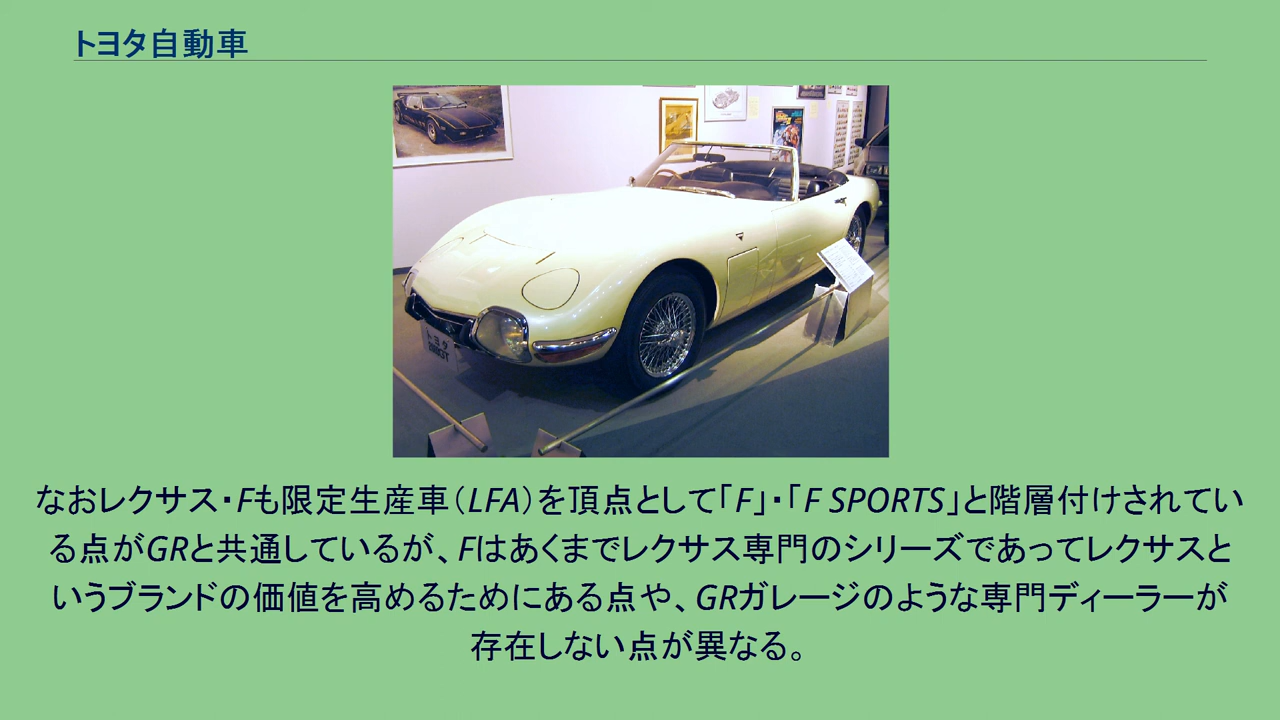 トヨタ自動車
トヨタ
なおレクサス・Fも限定生産車（LFA）を頂点として「F」・「F SPORTS」と階層付けされてい
る点がGRと共通しているが、Fはあくまでレクサス専門のシリーズであってレクサスと
いうブランドの価値を高めるためにある点や、GRガレージのような専門ディーラーが
存在しない点が異なる。